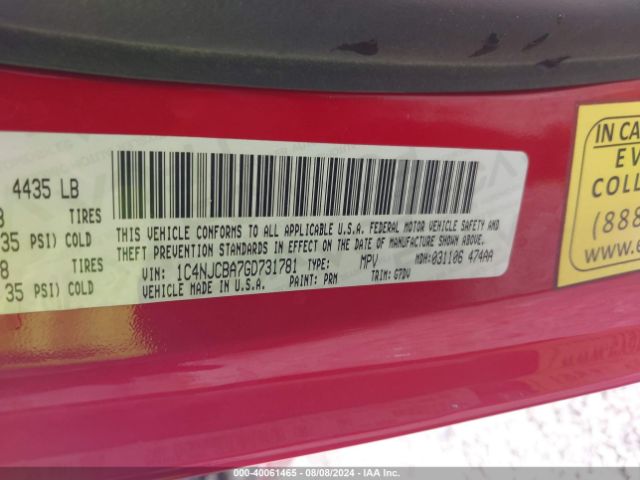 4435 LB
TIRES
35 PSI) COLD
8
TIRES
35 PSI) COLD
THIS VEHICLE CONFORMS TO ALL APPLICABLE U.S.A. FEDERAL MOTOR VEHICLE SAFETY AND
THEFT PREVENTION STANDARDS IN EFFECT ON THE DATE OF MANUFACTURE SHOWN ABOVE.
VIN: 1C4NJCBA7GD731781 TYPE: MPV MDH:031106 474AA
VEHICLE MADE IN U.S.A. PAINT: PRM TRIM: G7DV
IN CA
EV
COLL
(888
www.e
000-40061465 - 08/08/2024 - IAA Inc.